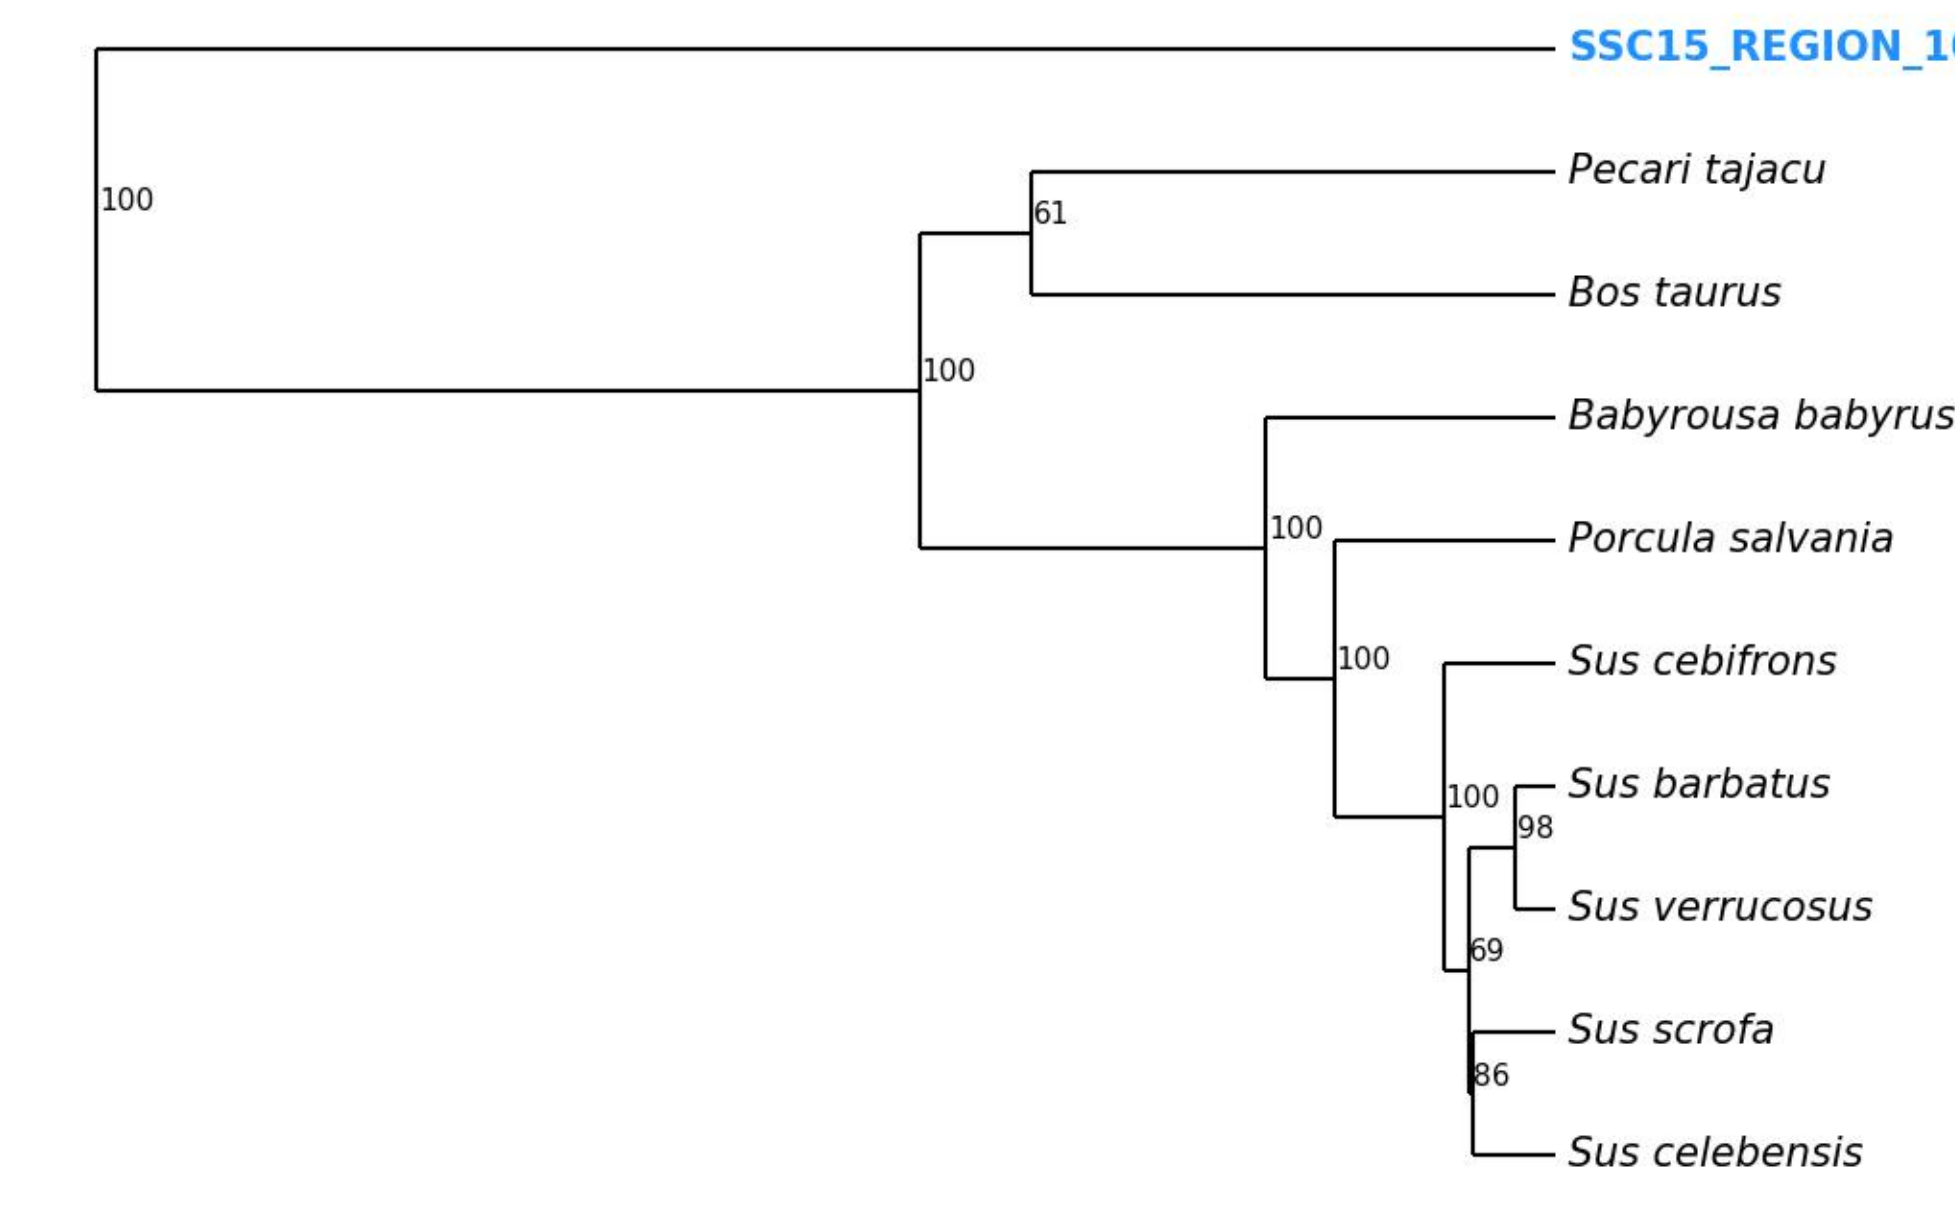 SSC15_REGION_1
100
Pecari tajacu
61
Bos taurus
100
Babyrousa babyrus
100
Porcula salvania
100
Sus cebifrons
100
Sus barbatus
98
Sus verrucosus
69
Sus scrofa
86
Sus celebensis